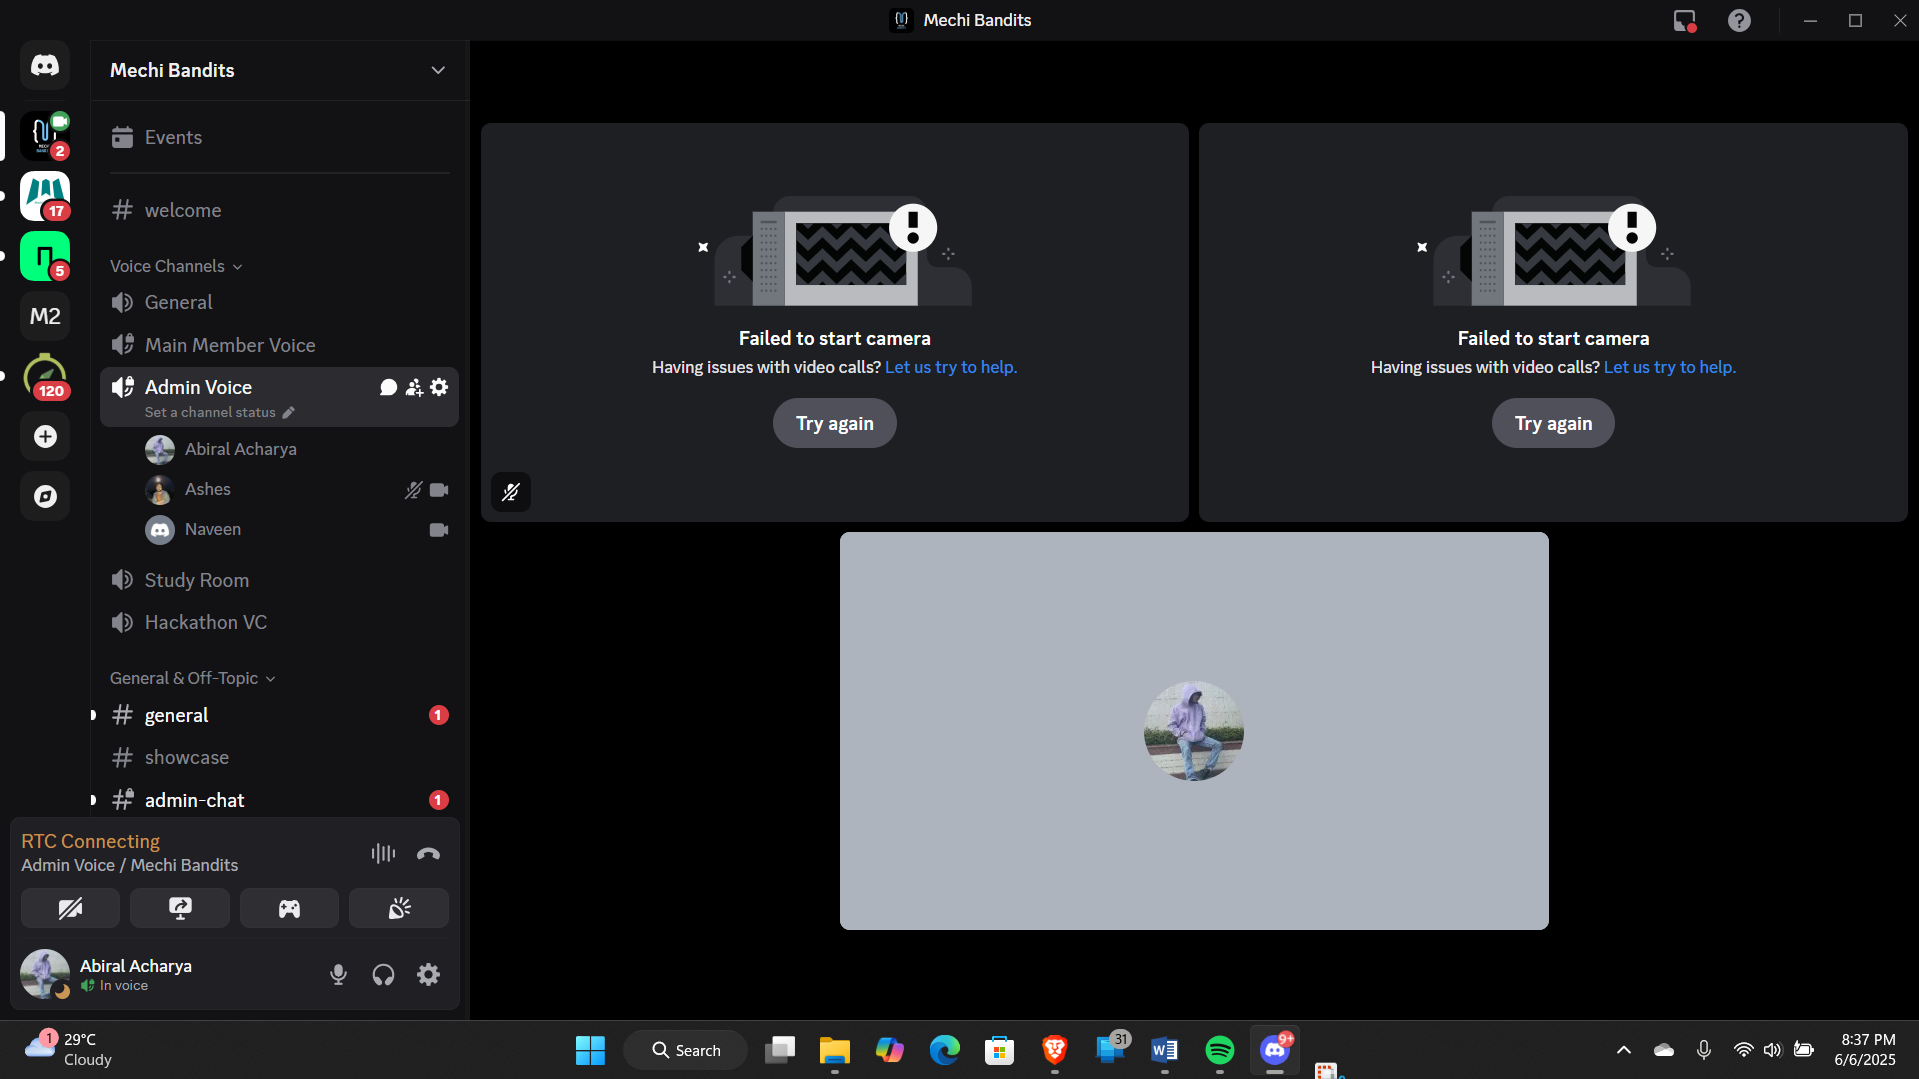 Mechi Bandits
Mechi Bandits
Events
2
17
5
M2
120
welcome
Voice Channels
General
Main Member Voice
Admin Voice
Set a channel status
Abiral Acharya
Ashes
Naveen
Study Room
Hackathon VC
General & Off-Topic
general
1
showcase
admin-chat
1
RTC Connecting
Admin Voice / Mechi Bandits
Abiral Acharya
In voice
Failed to start camera
Having issues with video calls? Let us try to help.
Try again
Failed to start camera
Having issues with video calls? Let us try to help.
Try again
1
29°C
Cloudy
Search
31
9+
8:37 PM
6/6/2025